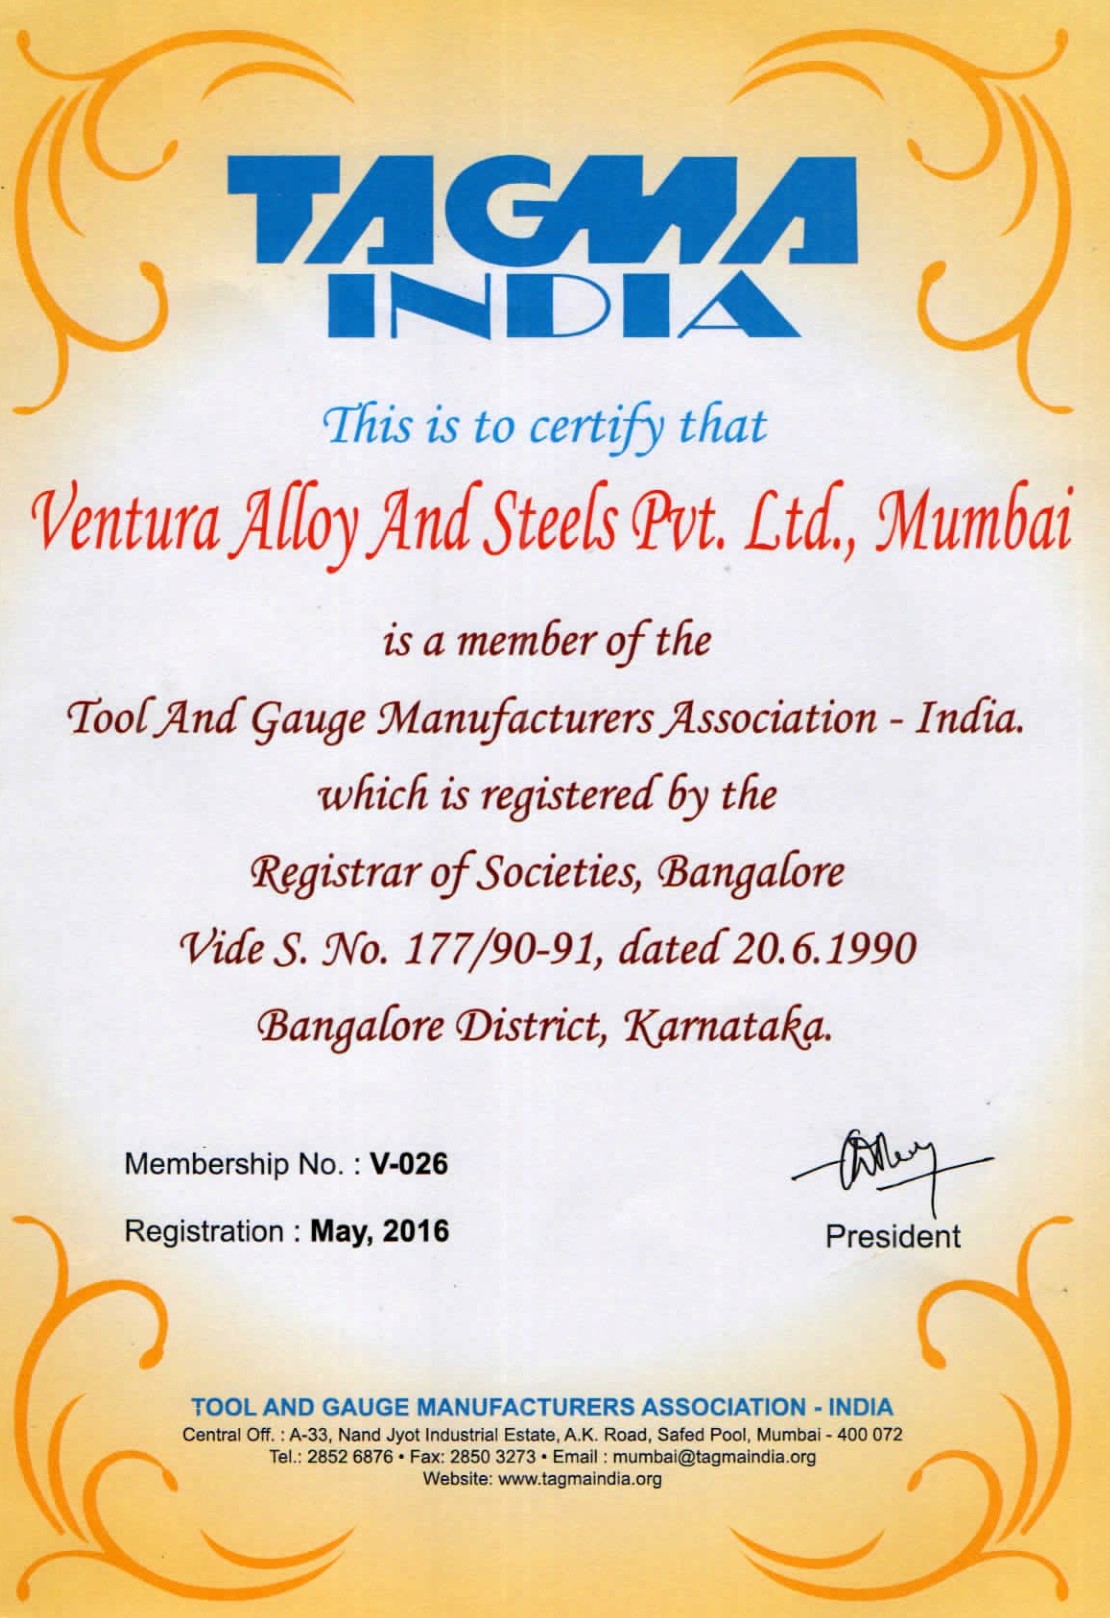 TAGMA
INDIA
This is to certify that
Ventura Alloy And Steels Pvt. Ltd., Mumbai
is a member of the
Tool And Gauge Manufacturers Association - India.
which is registered by the
Registrar of Societies, Bangalore
Vide S. No. 177/90-91, dated 20.6.1990
Bangalore District, Karnataka.
Membership No. : V-026
Registration : May, 2016
President
TOOL AND GAUGE MANUFACTURERS ASSOCIATION - INDIA
Central Off. : A-33, Nand Jyot Industrial Estate, A.K. Road, Safed Pool, Mumbai - 400 072
Tel.: 2852 6876 • Fax: 2850 3273 • Email : mumbai@tagmaindia.org
Website: www.tagmaindia.org